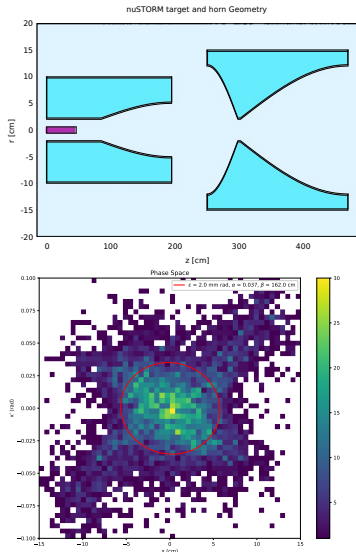 nuSTORM target and horn Geometry
20
15
10
5
0
-5
-10
-15
-20
r [cm]
0 100 200 300 400
z [cm]
Phase Space
ε = 2.0 mm rad, α = 0.037, β = 162.0 cm
0.100
0.075
0.050
0.025
0.000
-0.025
-0.050
-0.075
-0.100
x' (rad)
-15 -10 -5 0 5 10 15
x (cm)
30
25
20
15
10
5